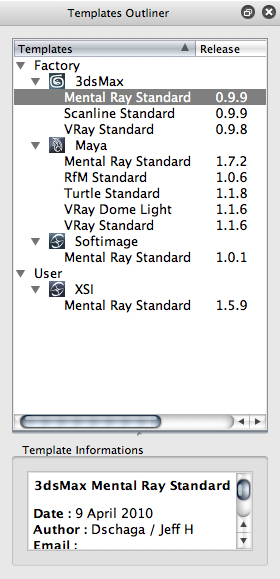 Templates Outliner
Templates Release
Factory
3dsMax
Mental Ray Standard 0.9.9
Scanline Standard 0.9.9
VRay Standard 0.9.8
Maya
Mental Ray Standard 1.7.2
RfM Standard 1.0.6
Turtle Standard 1.1.8
VRay Dome Light 1.1.6
VRay Standard 1.1.6
Softimage
Mental Ray Standard 1.0.1
User
XSI
Mental Ray Standard 1.5.9
Template Informations
3dsMax Mental Ray Standard
Date : 9 April 2010
Author : Dschaga / Jeff H
Email :